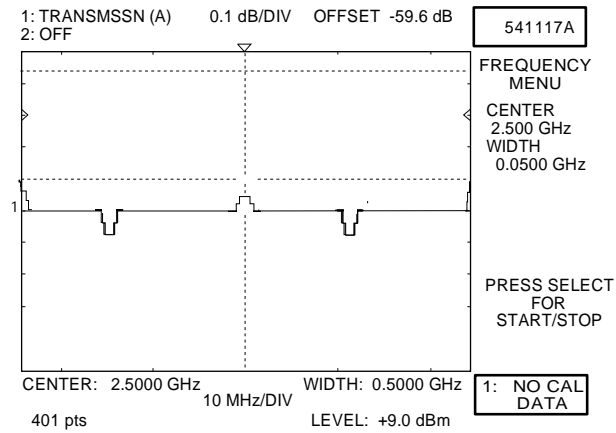 1: TRANSMSSN (A) 0.1 dB/DIV OFFSET -59.6 dB
2: OFF
541117A
FREQUENCY
MENU
CENTER
2.500 GHz
WIDTH
0.0500 GHz
1
PRESS SELECT
FOR
START/STOP
CENTER: 2.5000 GHz WIDTH: 0.5000 GHz
10 MHz/DIV
1: NO CAL
DATA
401 pts LEVEL: +9.0 dBm